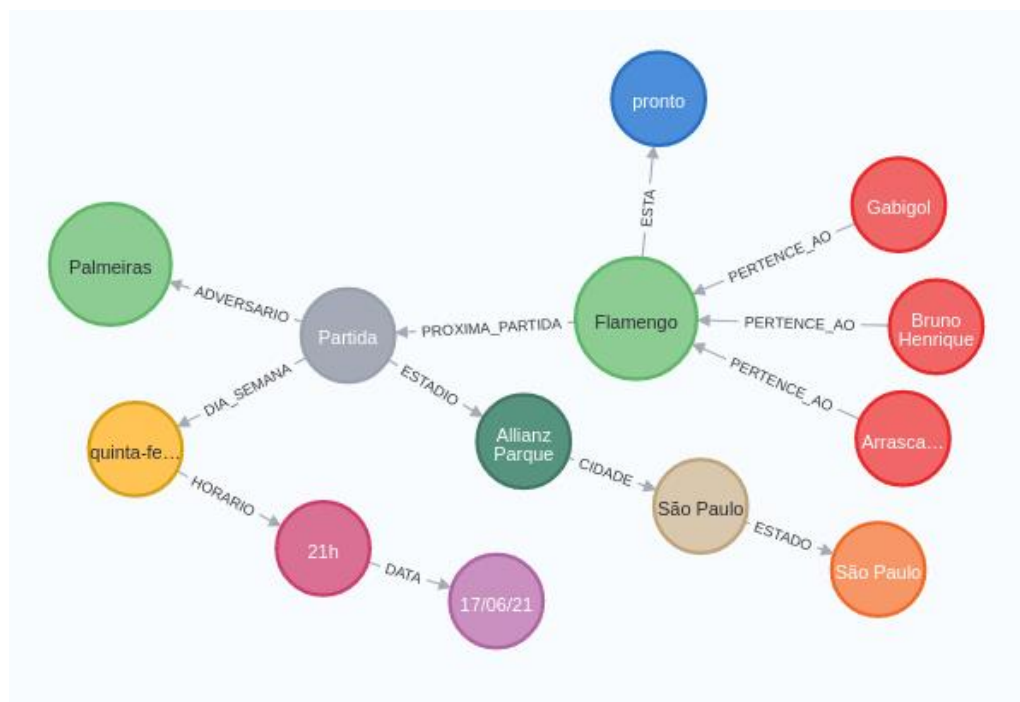 pronto
Gabigol
ESTA
PERTENCE_AO
Palmeiras
ADVERSARIO
Partida
PROXIMA_PARTIDA
Flamengo
PERTENCE_AO
Bruno
Henrique
DIA_SEMANA
ESTADIO
PERTENCE_AO
Allianz
Parque
Arrasca...
quinta-fe...
CIDADE
HORARIO
São Paulo
ESTADO
21h
DATA
São Paulo
17/06/21